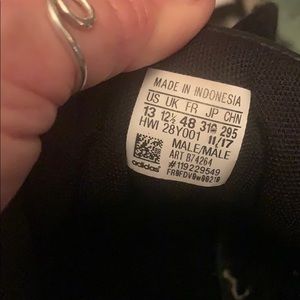 MADE IN INDONESIA
US UK FR JP CHN
13 12½ 48 31 295
HWI 28Y001 11/17
MALE/MALE
ART B74264
#119229549
adidas